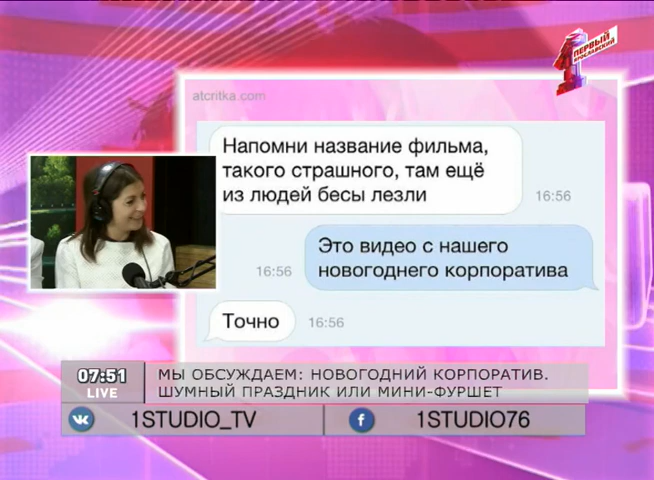 ПЕРВЫЙ
ЯРОСЛАВСКИЙ
atcritka.com
Напомни название фильма,
такого страшного, там ещё
из людей бесы лезли
16:56
Это видео с нашего
новогоднего корпоратива
16:56
Точно
16:56
07:51
LIVE
МЫ ОБСУЖДАЕМ: НОВОГОДНИЙ КОРПОРАТИВ.
ШУМНЫЙ ПРАЗДНИК ИЛИ МИНИ-ФУРШЕТ
1STUDIO_TV
f
1STUDIO76